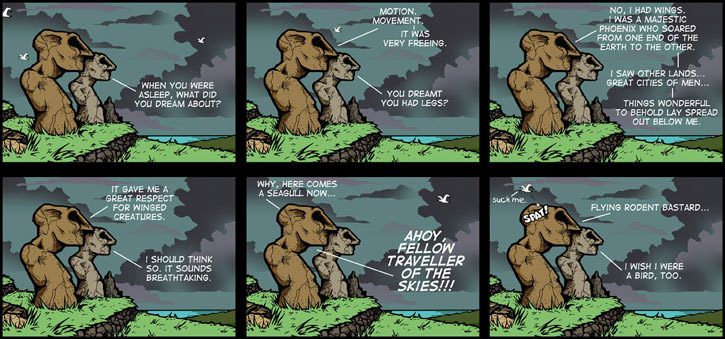 WHEN YOU WERE
ASLEEP, WHAT DID
YOU DREAM ABOUT?
MOTION.
MOVEMENT.
IT WAS
VERY FREEING.
YOU DREAMT
YOU HAD LEGS?
NO, I HAD WINGS.
I WAS A MAJESTIC
PHOENIX WHO SOARED
FROM ONE END OF THE
EARTH TO THE OTHER.
I SAW OTHER LANDS...
GREAT CITIES OF MEN...
THINGS WONDERFUL
TO BEHOLD LAY SPREAD
OUT BELOW ME.
IT GAVE ME A
GREAT RESPECT
FOR WINGED
CREATURES.
I SHOULD THINK
SO. IT SOUNDS
BREATHTAKING.
WHY, HERE COMES
A SEAGULL NOW...
AHOY,
FELLOW
TRAVELLER
OF THE
SKIES!!!
suck me.
SPAT!
FLYING RODENT BASTARD...
I WISH I WERE
A BIRD, TOO.